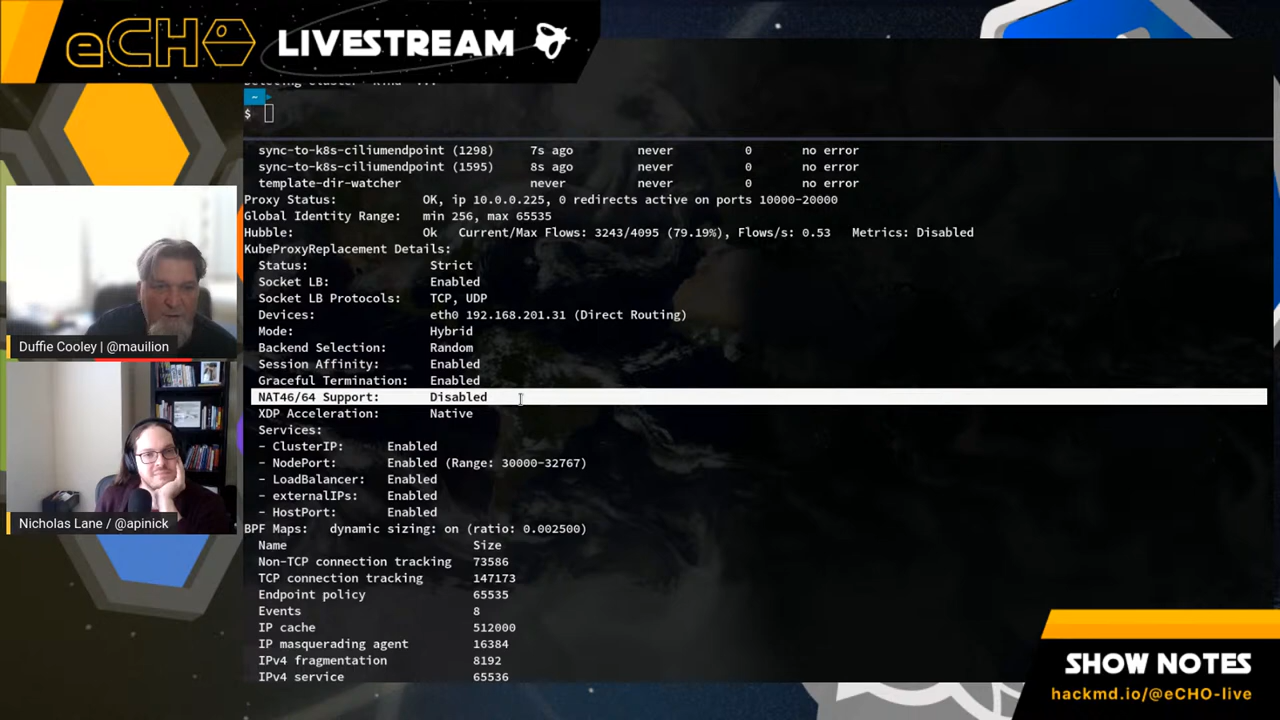 eCHO LIVESTREAM
~
$
sync-to-k8s-ciliumendpoint (1298) 7s ago never 0 no error
sync-to-k8s-ciliumendpoint (1595) 8s ago never 0 no error
template-dir-watcher never never 0 no error
Proxy Status: OK, ip 10.0.0.225, 0 redirects active on ports 10000-20000
Global Identity Range: min 256, max 65535
Hubble: Ok Current/Max Flows: 3243/4095 (79.19%), Flows/s: 0.53 Metrics: Disabled
KubeProxyReplacement Details:
Status: Strict
Socket LB: Enabled
Socket LB Protocols: TCP, UDP
Devices: eth0 192.168.201.31 (Direct Routing)
Mode: Hybrid
Backend Selection: Random
Session Affinity: Enabled
Graceful Termination: Enabled
NAT46/64 Support: Disabled
XDP Acceleration: Native
Services:
- ClusterIP: Enabled
- NodePort: Enabled (Range: 30000-32767)
- LoadBalancer: Enabled
- externalIPs: Enabled
- HostPort: Enabled
BPF Maps: dynamic sizing: on (ratio: 0.002500)
Name Size
Non-TCP connection tracking 73586
TCP connection tracking 147173
Endpoint policy 65535
Events 8
IP cache 512000
IP masquerading agent 16384
IPv4 fragmentation 8192
IPv4 service 65536
Duffie Cooley | @mauilion
Nicholas Lane / @apinick
SHOW NOTES
hackmd.io/@eCHO-live